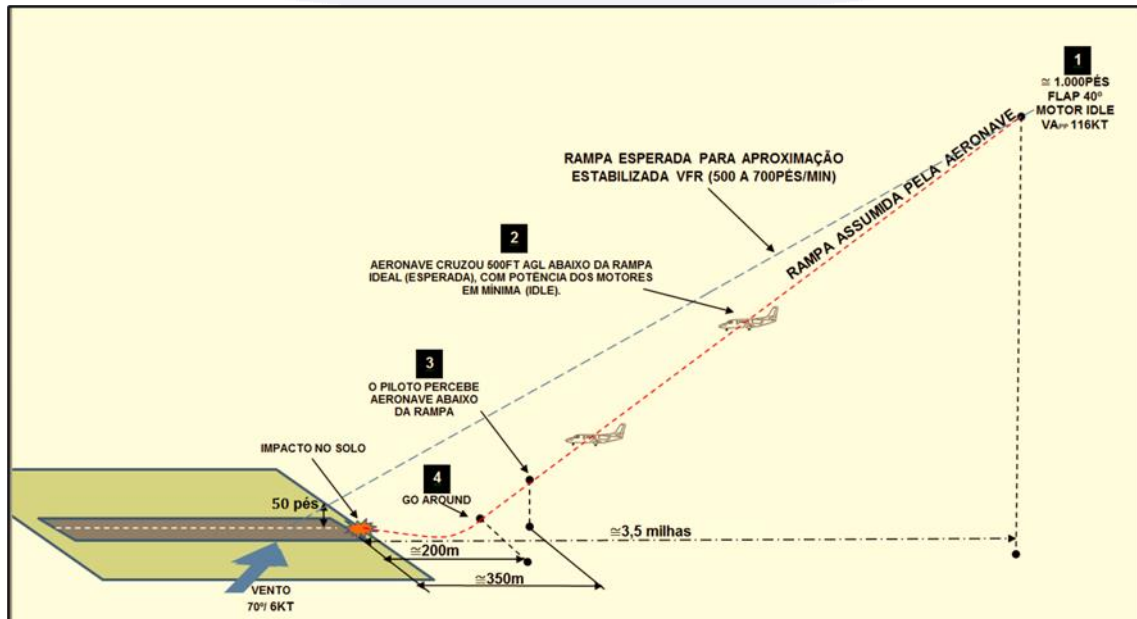 1
≅ 1.000PÉS
FLAP 40º
MOTOR IDLE
VAPP 116KT
RAMPA ESPERADA PARA APROXIMAÇÃO
ESTABILIZADA VFR (500 A 700PÉS/MIN)
RAMPA ASSUMIDA PELA AERONAVE
2
AERONAVE CRUZOU 500FT AGL ABAIXO DA RAMPA
IDEAL (ESPERADA), COM POTÊNCIA DOS MOTORES
EM MÍNIMA (IDLE).
3
O PILOTO PERCEBE
AERONAVE ABAIXO
DA RAMPA
IMPACTO NO SOLO
4
GO AROUND
50 pés
≅3,5 milhas
≅200m
≅350m
VENTO
70º/ 6KT